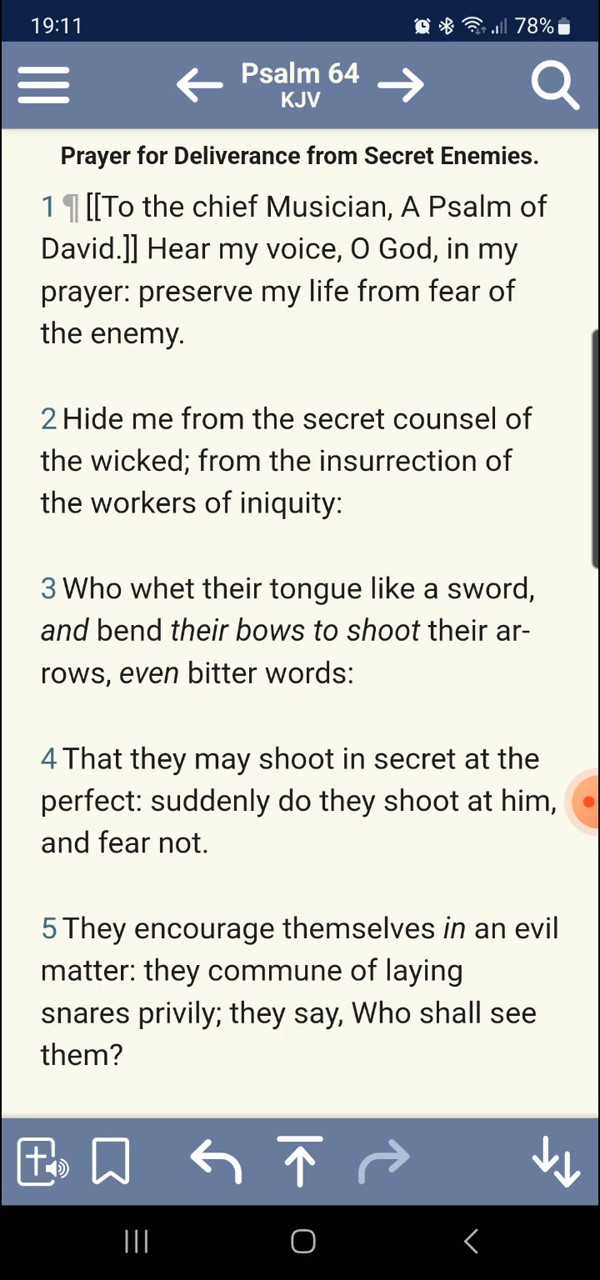 19:11 78%
Psalm 64
KJV
Prayer for Deliverance from Secret Enemies.
1 ¶ [[To the chief Musician, A Psalm of
David.]] Hear my voice, O God, in my
prayer: preserve my life from fear of
the enemy.
2 Hide me from the secret counsel of
the wicked; from the insurrection of
the workers of iniquity:
3 Who whet their tongue like a sword,
and bend their bows to shoot their ar-
rows, even bitter words:
4 That they may shoot in secret at the
perfect: suddenly do they shoot at him,
and fear not.
5 They encourage themselves in an evil
matter: they commune of laying
snares privily; they say, Who shall see
them?